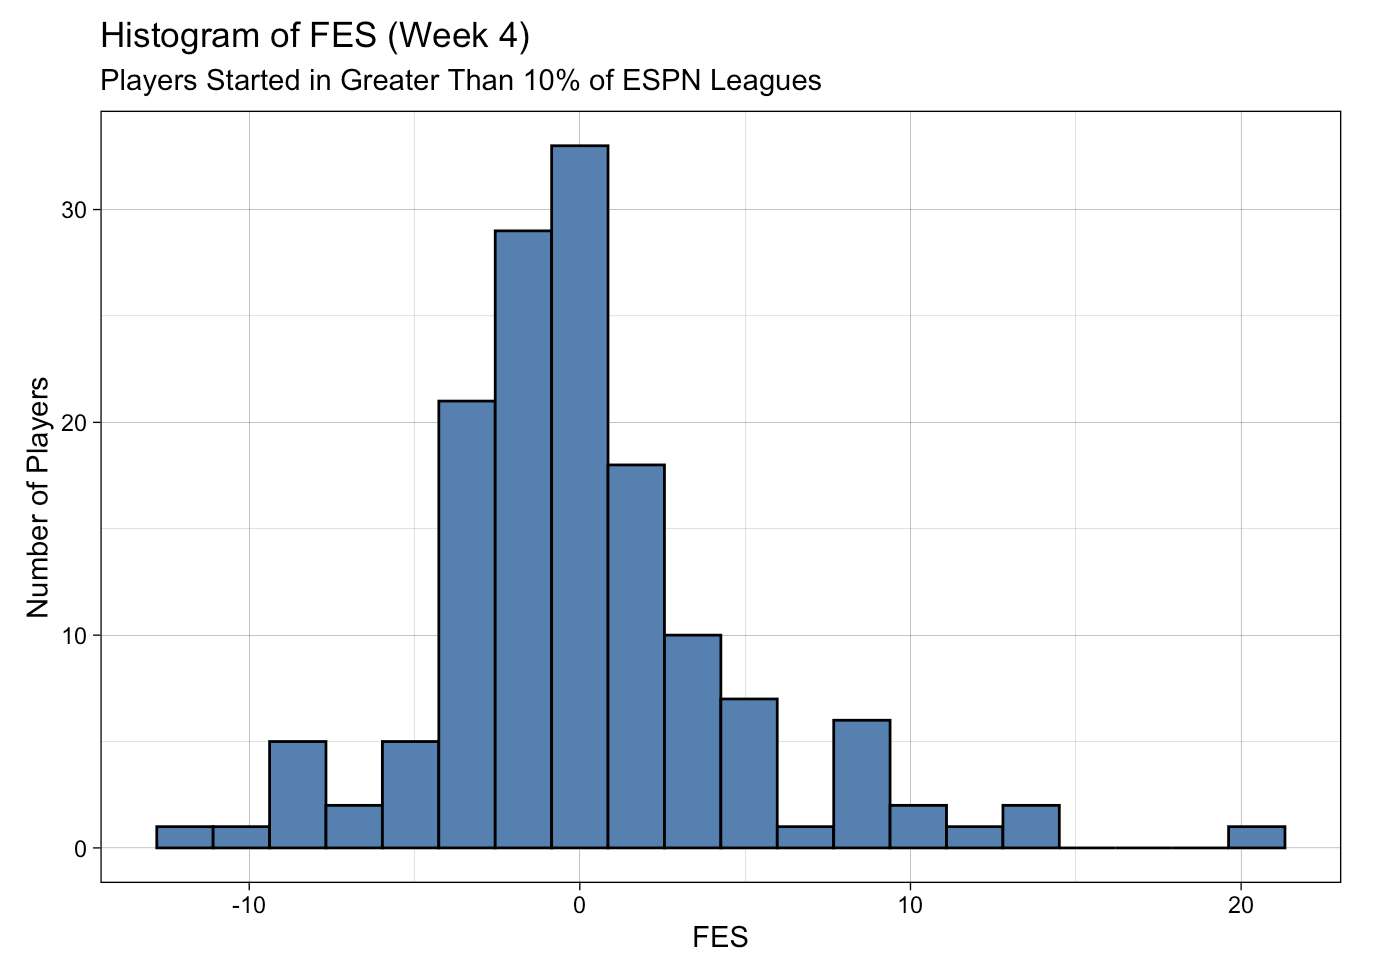 Histogram of FES (Week 4)
Players Started in Greater Than 10% of ESPN Leagues
Number of Players
30
20
10
0
-10
0
10
20
FES